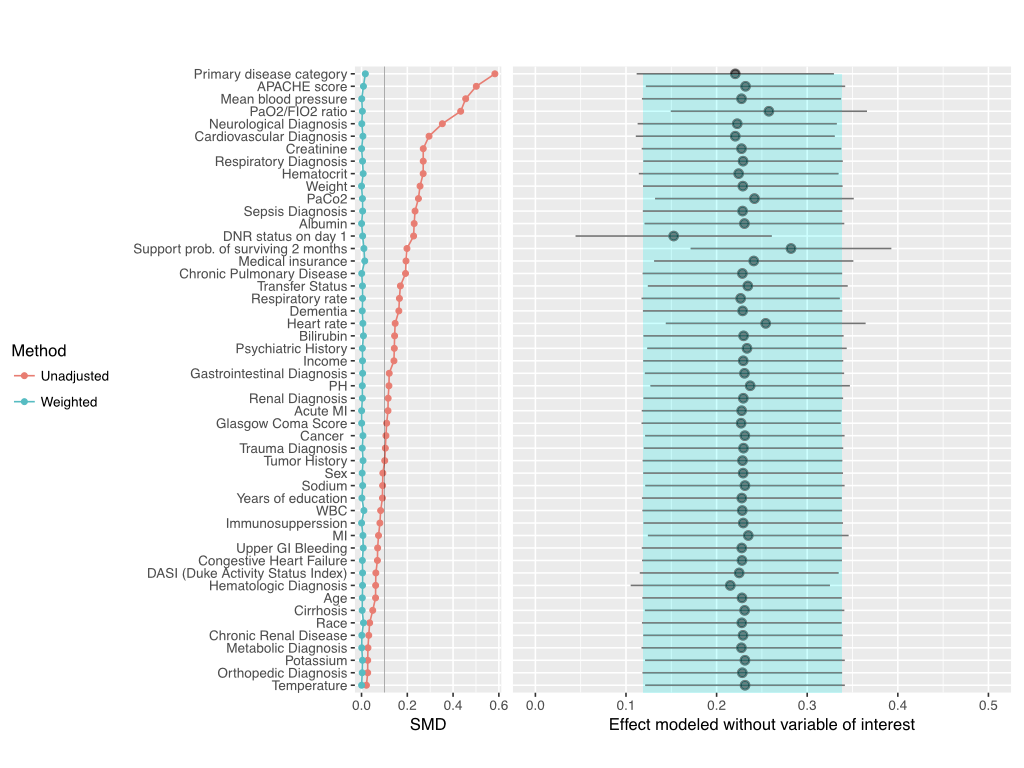 Primary disease category
APACHE score
Mean blood pressure
PaO2/FIO2 ratio
Neurological Diagnosis
Cardiovascular Diagnosis
Creatinine
Respiratory Diagnosis
Hematocrit
Weight
PaCo2
Sepsis Diagnosis
Albumin
DNR status on day 1
Support prob. of surviving 2 months
Medical insurance
Chronic Pulmonary Disease
Transfer Status
Respiratory rate
Dementia
Heart rate
Bilirubin
Psychiatric History
Income
Gastrointestinal Diagnosis
PH
Renal Diagnosis
Acute MI
Glasgow Coma Score
Cancer
Trauma Diagnosis
Tumor History
Sex
Sodium
Years of education
WBC
Immunosupperssion
MI
Upper GI Bleeding
Congestive Heart Failure
DASI (Duke Activity Status Index)
Hematologic Diagnosis
Age
Cirrhosis
Race
Chronic Renal Disease
Metabolic Diagnosis
Potassium
Orthopedic Diagnosis
Temperature
Method
Unadjusted
Weighted
0.0 0.2 0.4 0.6
SMD
0.0 0.1 0.2 0.3 0.4 0.5
Effect modeled without variable of interest